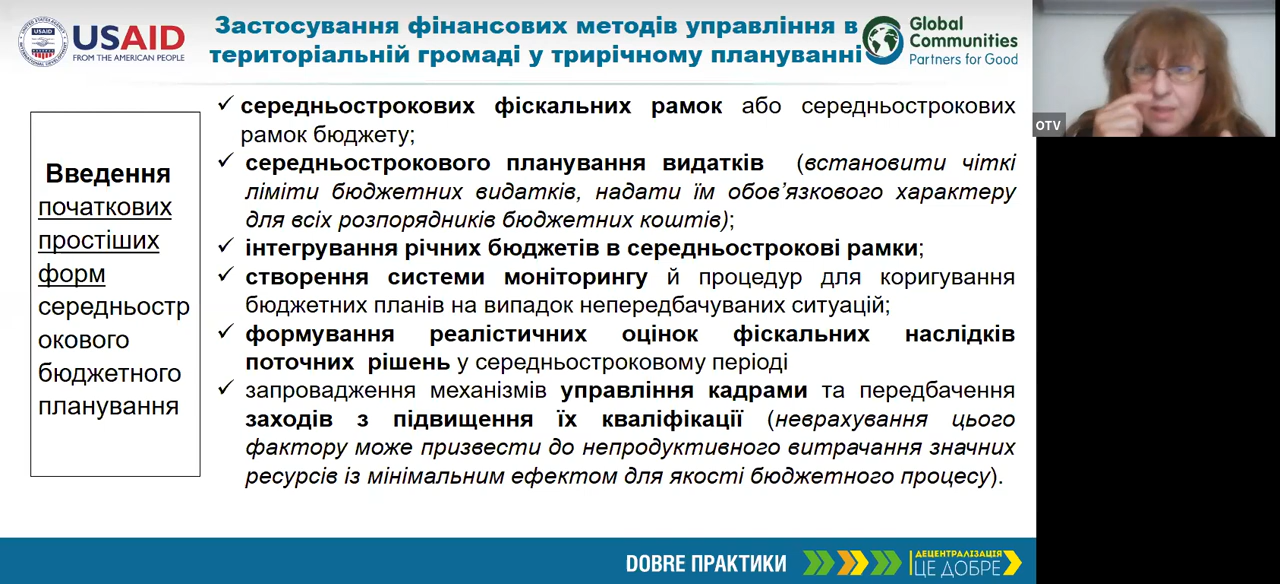 USAID
FROM THE AMERICAN PEOPLE
Застосування фінансових методів управління в
територіальній громаді у трирічному плануванні
Global
Communities
Partners for Good
OTV
Введення
початкових
простіших
форм
середньостр
окового
бюджетного
планування
✓ середньострокових фіскальних рамок або середньострокових
рамок бюджету;
✓ середньострокового планування видатків (встановити чіткі
ліміти бюджетних видатків, надати їм обов’язкового характеру
для всіх розпорядників бюджетних коштів);
✓ інтегрування річних бюджетів в середньострокові рамки;
✓ створення системи моніторингу й процедур для коригування
бюджетних планів на випадок непередбачуваних ситуацій;
✓ формування реалістичних оцінок фіскальних наслідків
поточних рішень у середньостроковому періоді
✓ запровадження механізмів управління кадрами та передбачення
заходів з підвищення їх кваліфікації (неврахування цього
фактору може призвести до непродуктивного витрачання значних
ресурсів із мінімальним ефектом для якості бюджетного процесу).
DOBRE ПРАКТИКИ
ДЕЦЕНТРАЛІЗАЦІЯ
ЦЕ ДОБРЕ